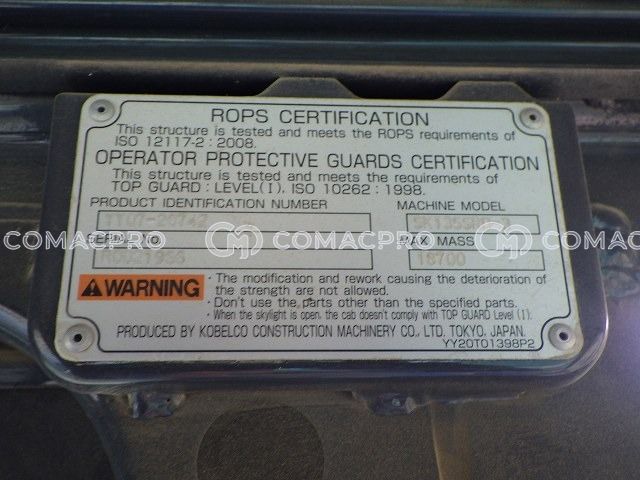 ROPS CERTIFICATION
This structure is tested and meets the ROPS requirements of
ISO 12117-2 : 2008.
OPERATOR PROTECTIVE GUARDS CERTIFICATION
This structure is tested and meets the requirements of
TOP GUARD : LEVEL(Ⅰ), ISO 10262 : 1998.
PRODUCT IDENTIFICATION NUMBER MACHINE MODEL
SERIAL No. MAX MASS
18700
COMACPRO COMACPRO COMACPRO
WARNING
・The modification and rework causing the deterioration of
the strength are not allowed.
・Don't use the parts other than the specified parts.
・When the skylight is open, the cab doesn't comply with TOP GUARD Level (Ⅰ).
PRODUCED BY KOBELCO CONSTRUCTION MACHINERY CO., LTD. TOKYO, JAPAN.
YY20T01398P2